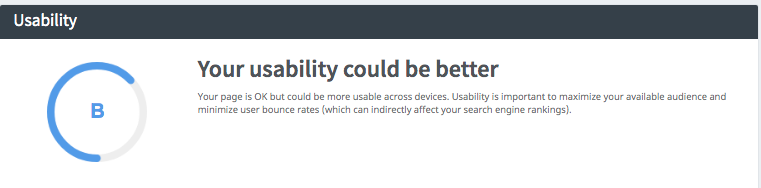 Usability
Your usability could be better
B
Your page is OK but could be more usable across devices. Usability is important to maximize your available audience and
minimize user bounce rates (which can indirectly affect your search engine rankings).